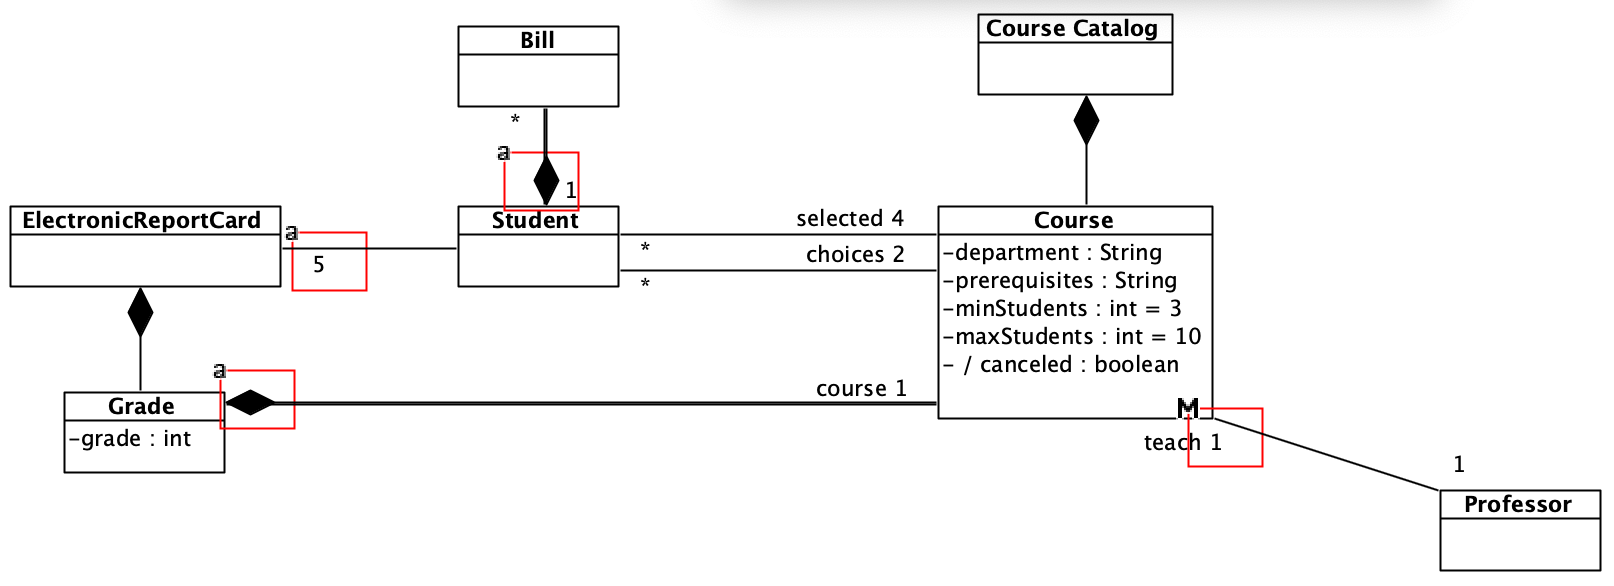 Bill
Course Catalog
*
a
1
ElectronicReportCard
a
5
Student
*
*
selected 4
choices 2
Course
-department : String
-prerequisites : String
-minStudents : int = 3
-maxStudents : int = 10
- / canceled : boolean
a
Grade
-grade : int
course 1
M
teach 1
1
Professor